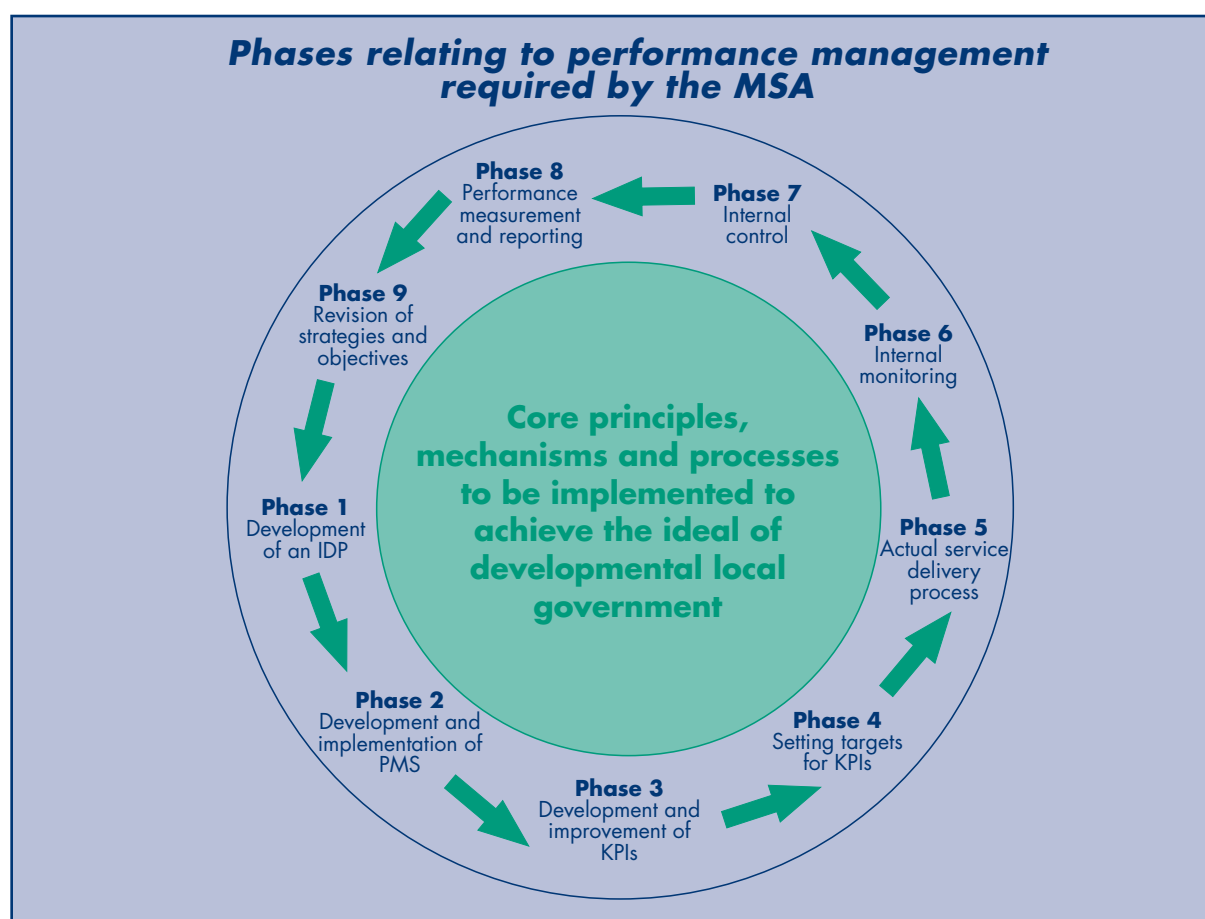 Phases relating to performance management
required by the MSA
Phase 1
Development
of an IDP
Phase 2
Development and
implementation of
PMS
Phase 3
Development and
improvement of
KPIs
Phase 4
Setting targets
for KPIs
Phase 5
Actual service
delivery
process
Phase 6
Internal
monitoring
Phase 7
Internal
control
Phase 8
Performance
measurement
and reporting
Phase 9
Revision of
strategies and
objectives
Core principles,
mechanisms and processes
to be implemented to
achieve the ideal of
developmental local
government